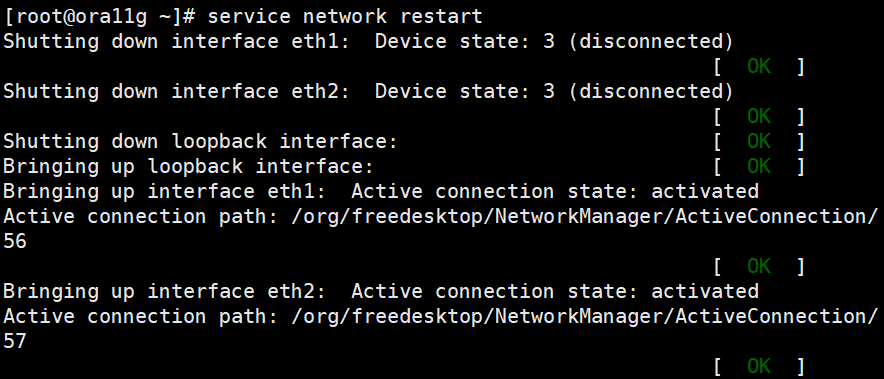 [root@ora11g ~]# service network restart
Shutting down interface eth1:  Device state: 3 (disconnected)
                                                           [  OK  ]
Shutting down interface eth2:  Device state: 3 (disconnected)
                                                           [  OK  ]
Shutting down loopback interface:                          [  OK  ]
Bringing up loopback interface:                            [  OK  ]
Bringing up interface eth1:  Active connection state: activated
Active connection path: /org/freedesktop/NetworkManager/ActiveConnection/
56
                                                           [  OK  ]
Bringing up interface eth2:  Active connection state: activated
Active connection path: /org/freedesktop/NetworkManager/ActiveConnection/
57
                                                           [  OK  ]